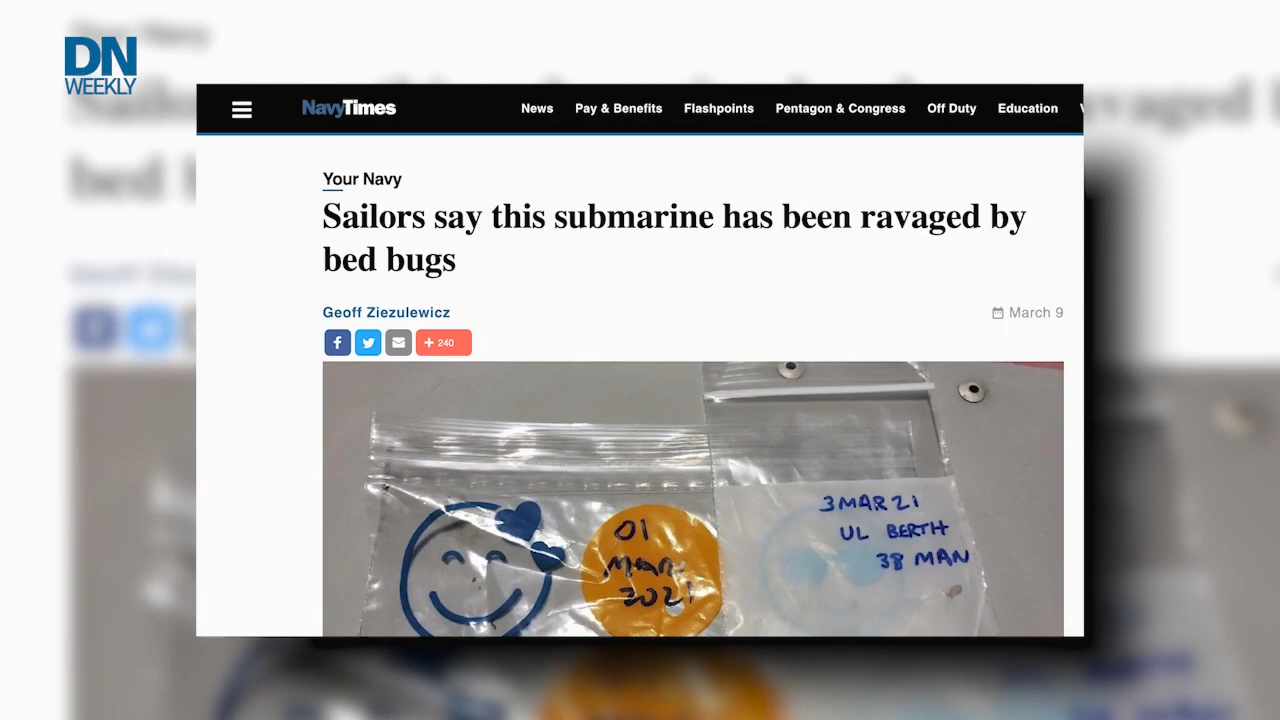 DN
WEEKLY
NavyTimes
News Pay & Benefits Flashpoints Pentagon & Congress Off Duty Education
Your Navy
Sailors say this submarine has been ravaged by
bed bugs
Geoff Ziezulewicz
March 9
+ 240
01
Mar
2021
3MAR21
UL BERTH
38 MAN